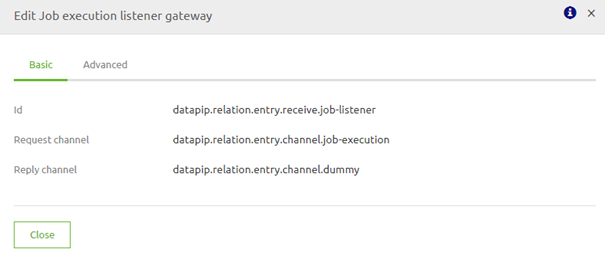 Edit Job execution listener gateway
Basic Advanced
Id datapip.relation.entry.receive.job-listener
Request channel datapip.relation.entry.channel.job-execution
Reply channel datapip.relation.entry.channel.dummy
Close